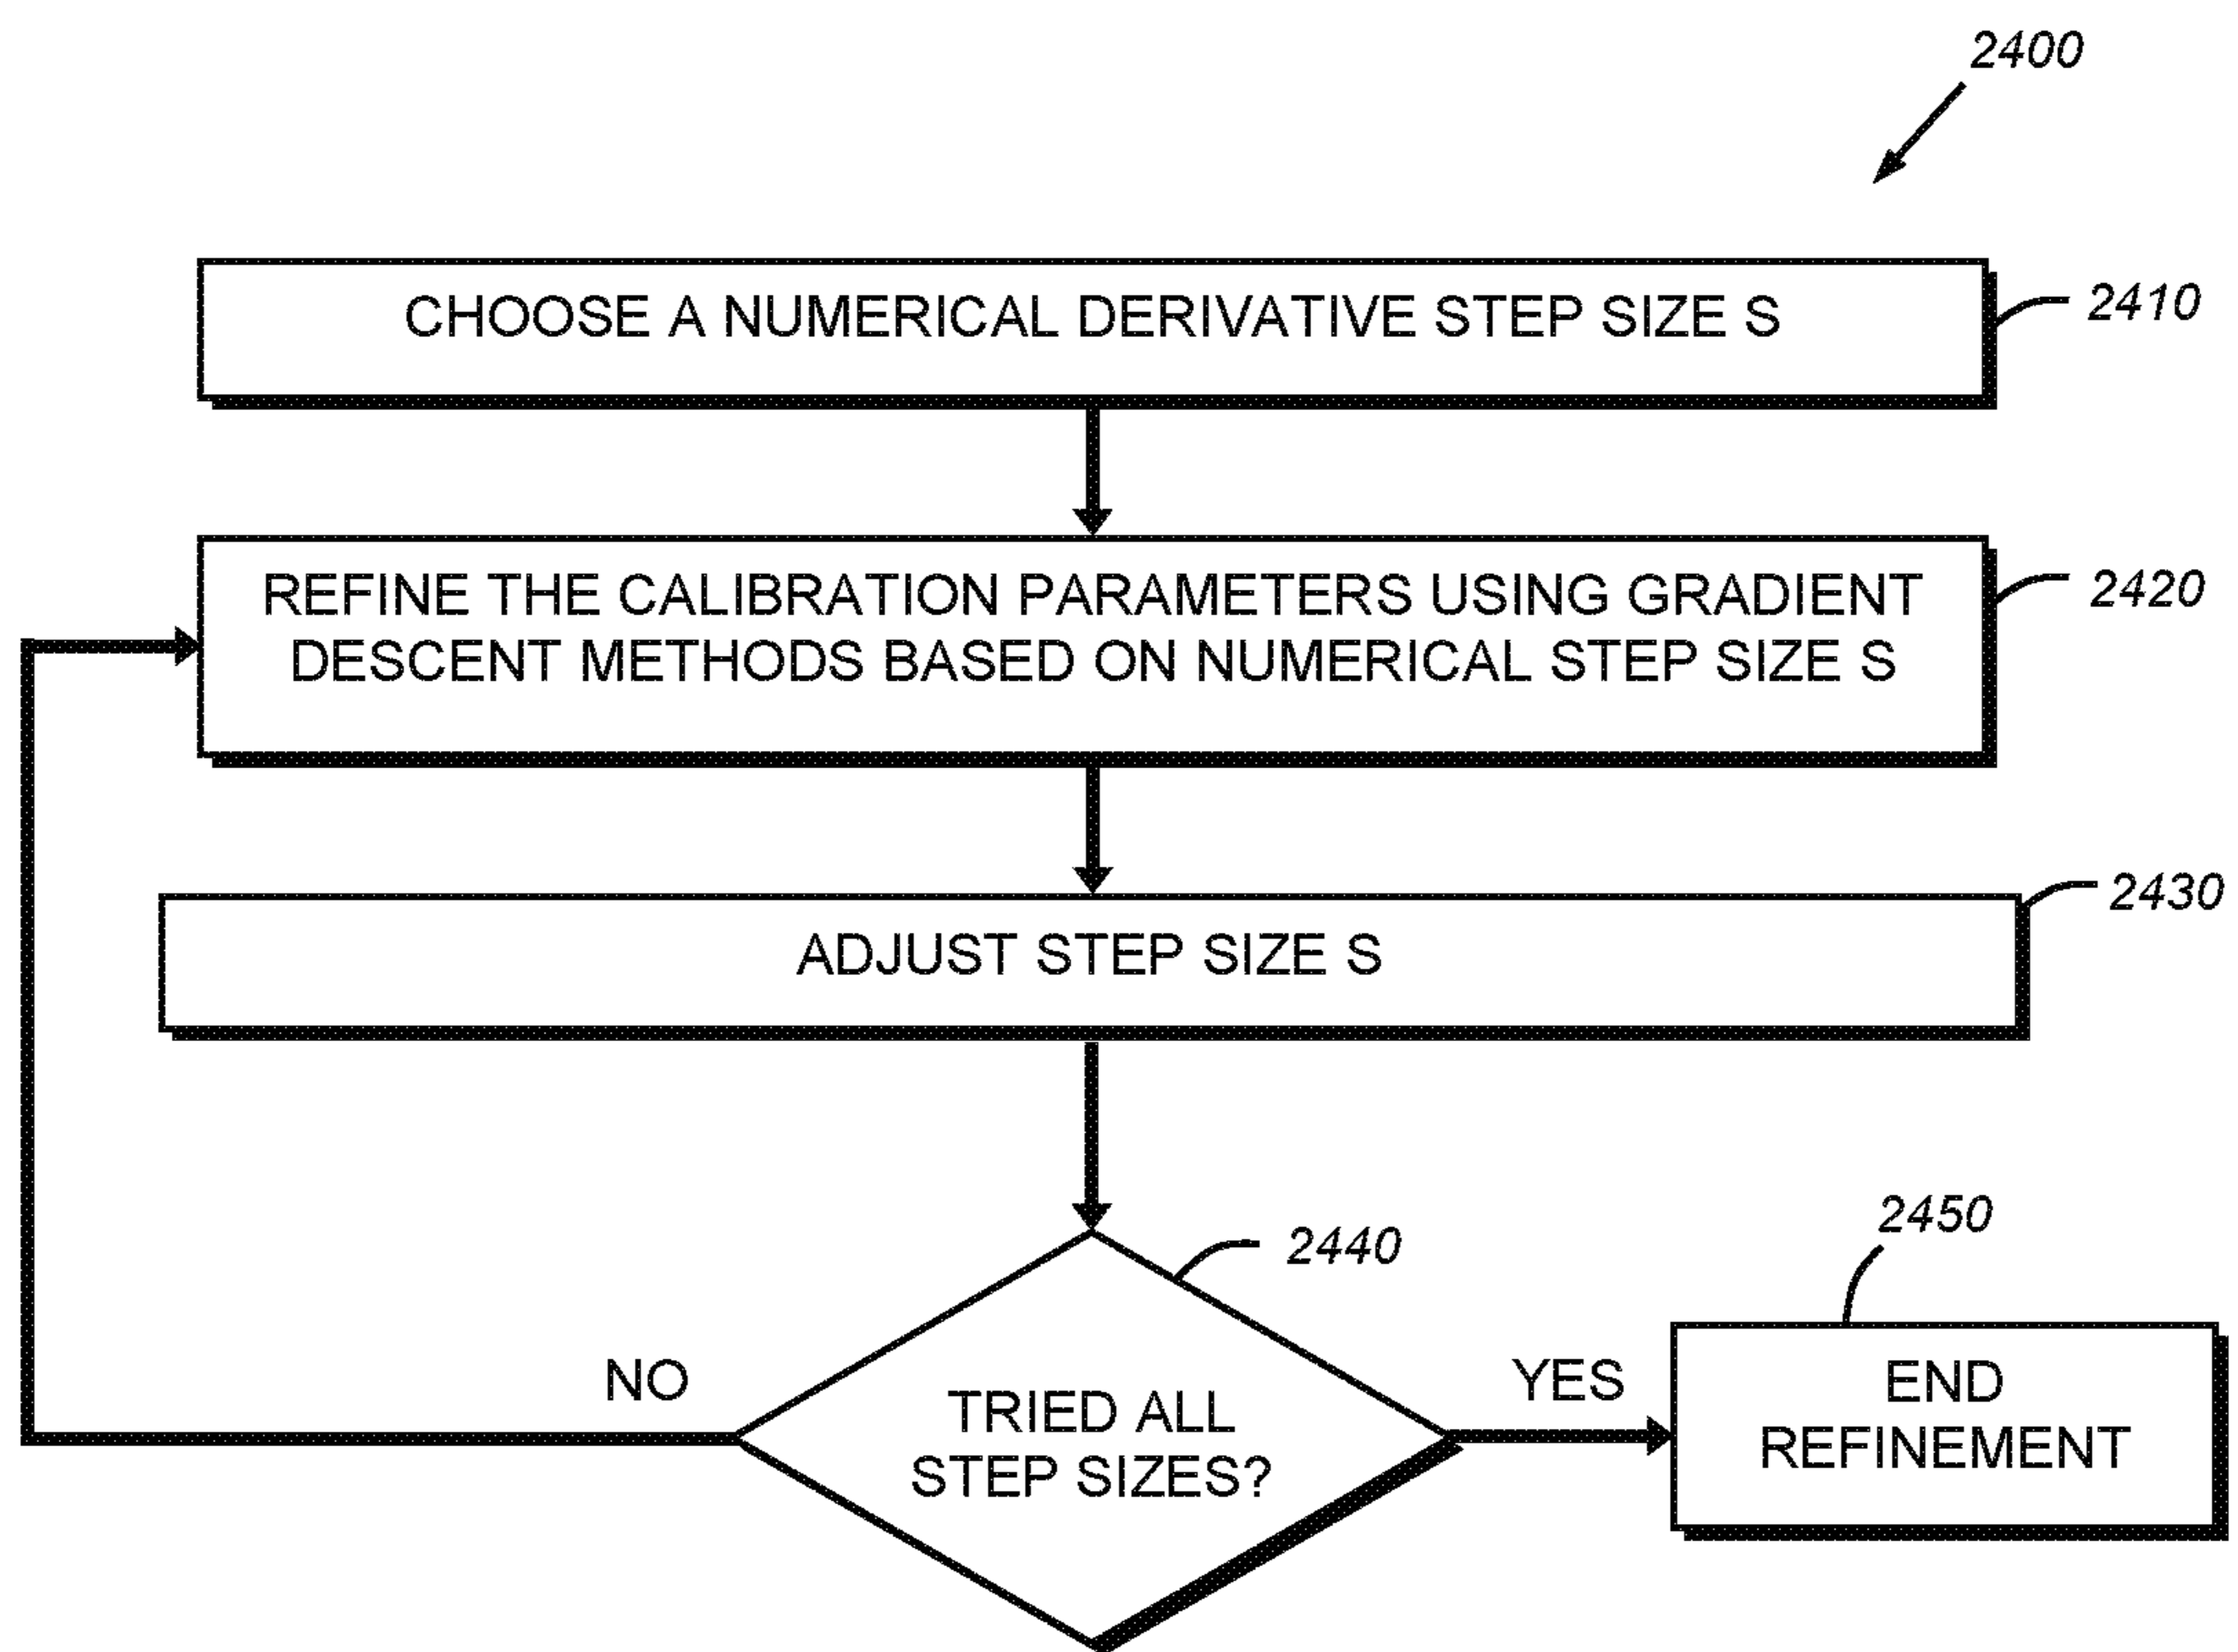 2400
CHOOSE A NUMERICAL DERIVATIVE STEP SIZE S
2410
REFINE THE CALIBRATION PARAMETERS USING GRADIENT
DESCENT METHODS BASED ON NUMERICAL STEP SIZE S
2420
2430
ADJUST STEP SIZE S
2440
2450
NO
TRIED ALL
STEP SIZES?
YES
END
REFINEMENT